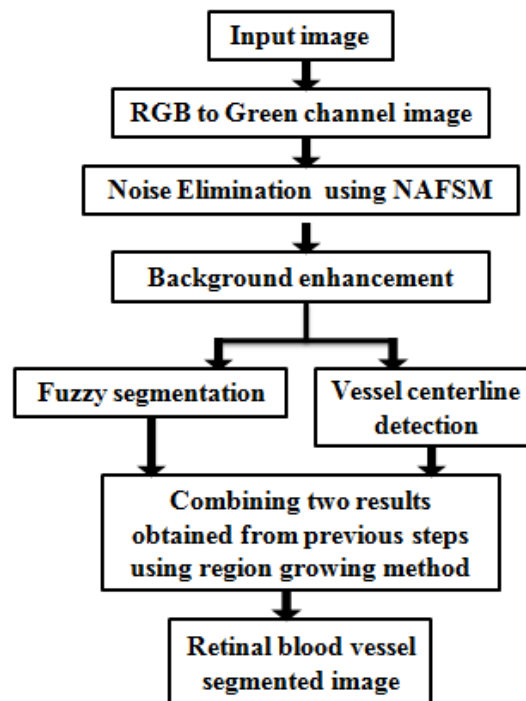 Input image
RGB to Green channel image
Noise Elimination using NAFSM
Background enhancement
Fuzzy segmentation
Vessel centerline
detection
Combining two results
obtained from previous steps
using region growing method
Retinal blood vessel
segmented image